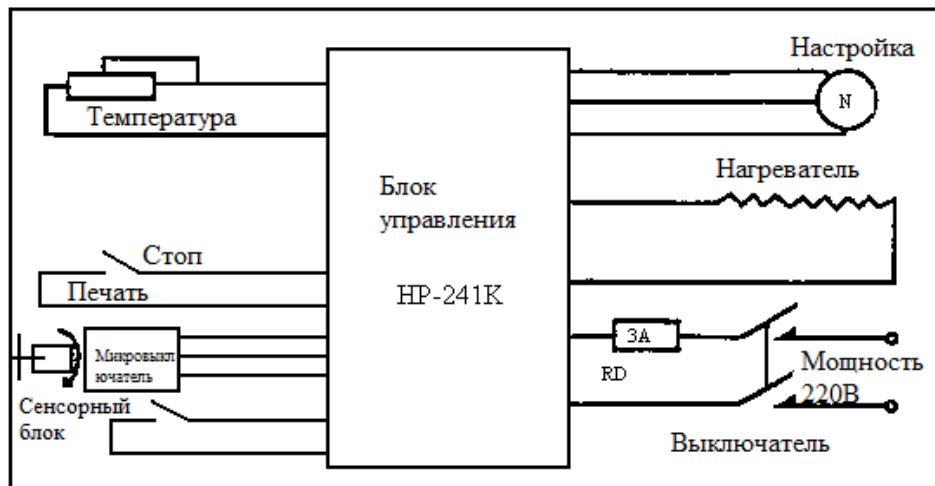 Настройка
N
Температура
Нагреватель
Блок
управления
HP-241K
Стоп
Печать
3A
RD
Мощность
220В
Микровыкл
ючатель
Сенсорный
блок
Выключатель